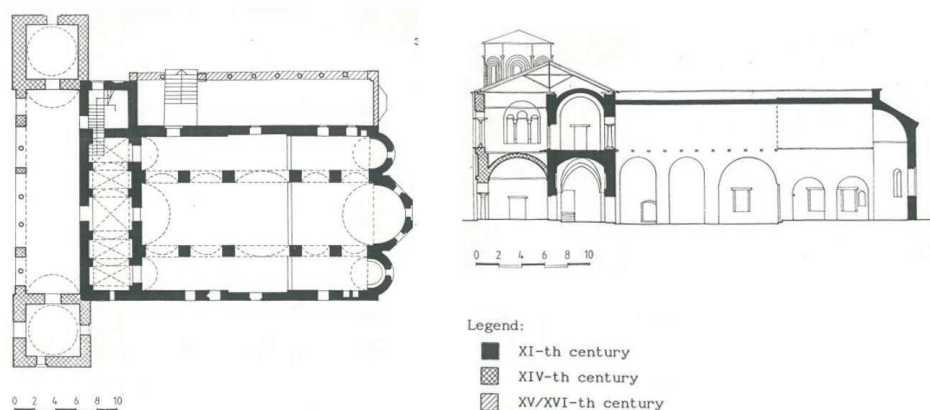 0 2 4 6 8 10
0 2 4 6 8 10
Legend:
XI-th century
XIV-th century
XV/XVI-th century